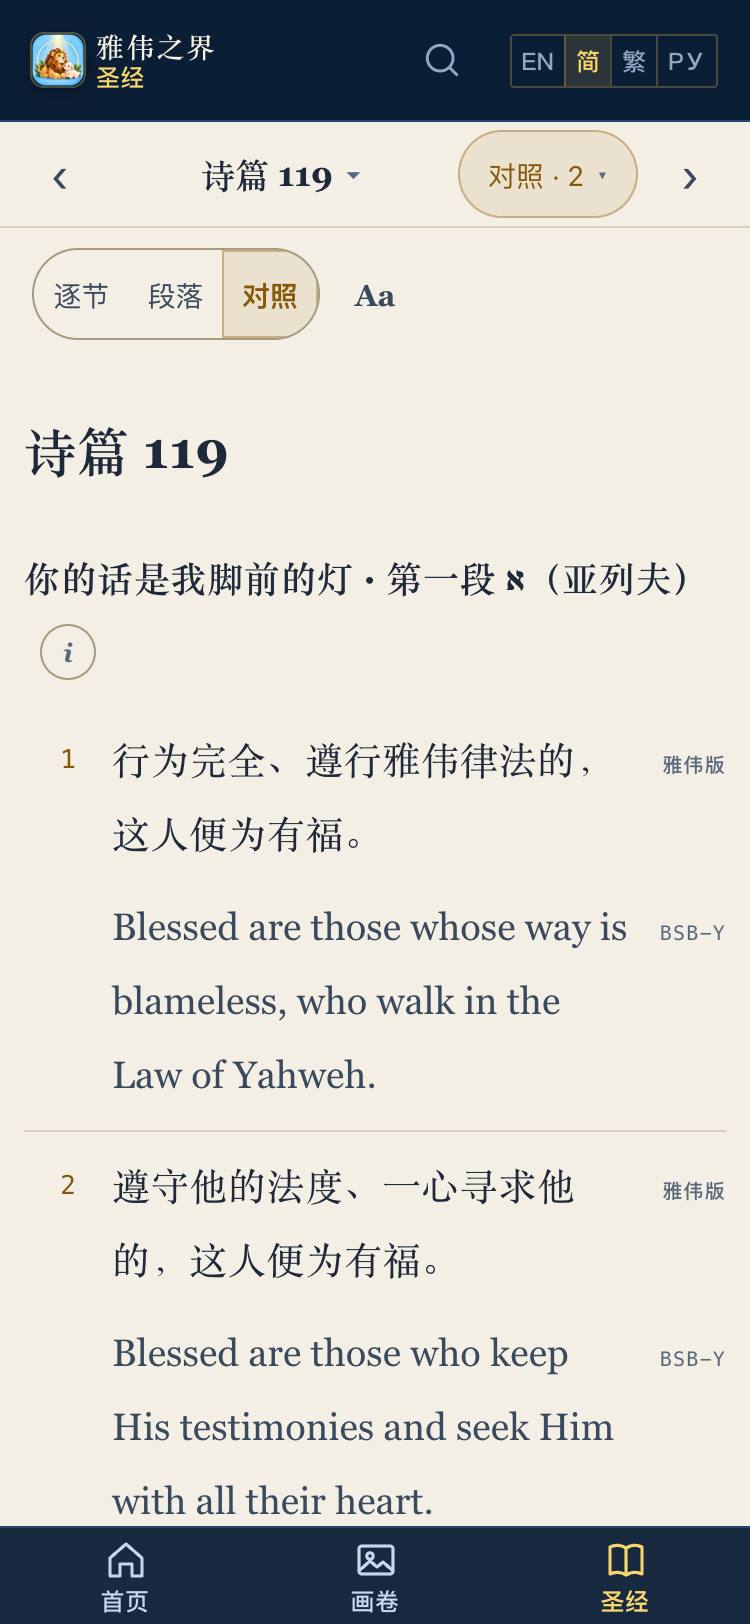 雅伟之界
圣经
EN 简 繁 РУ
‹ 诗篇 119 ▾ 对照 · 2 ▾ ›
逐节 段落 对照 Aa
诗篇 119
你的话是我脚前的灯·第一段 א（亚列夫）
i
1 行为完全、遵行雅伟律法的， 雅伟版
这人便为有福。
Blessed are those whose way is BSB–Y
blameless, who walk in the
Law of Yahweh.
2 遵守他的法度、一心寻求他 雅伟版
的，这人便为有福。
Blessed are those who keep BSB–Y
His testimonies and seek Him
with all their heart.
首页 画卷 圣经